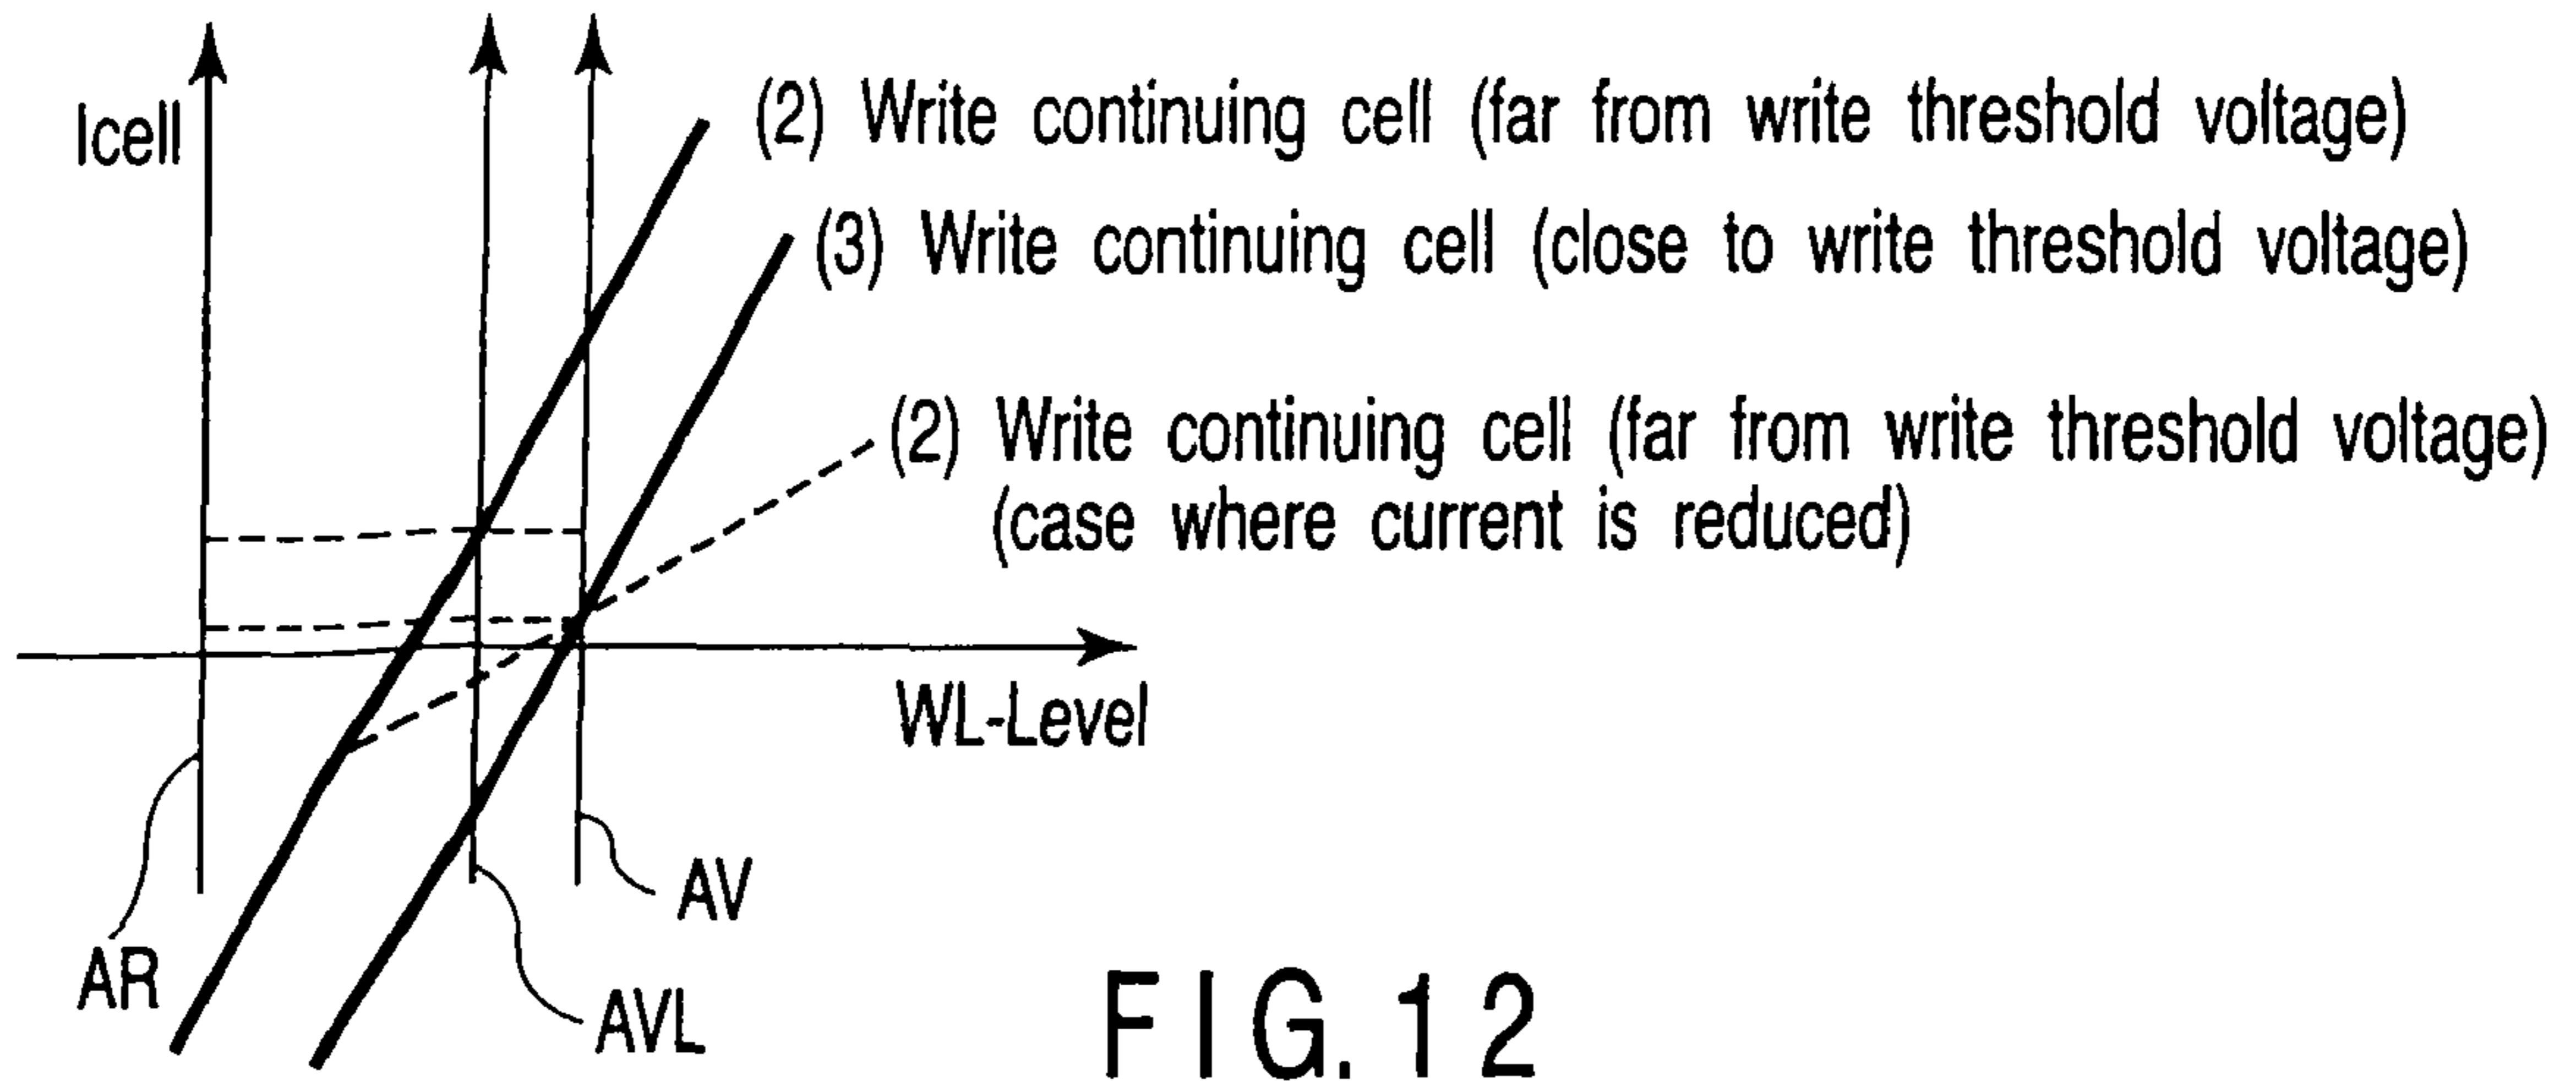 Icell
(2) Write continuing cell (far from write threshold voltage)
(3) Write continuing cell (close to write threshold voltage)
(2) Write continuing cell (far from write threshold voltage)
(case where current is reduced)
WL-Level
AV
AR
AVL
FIG. 12